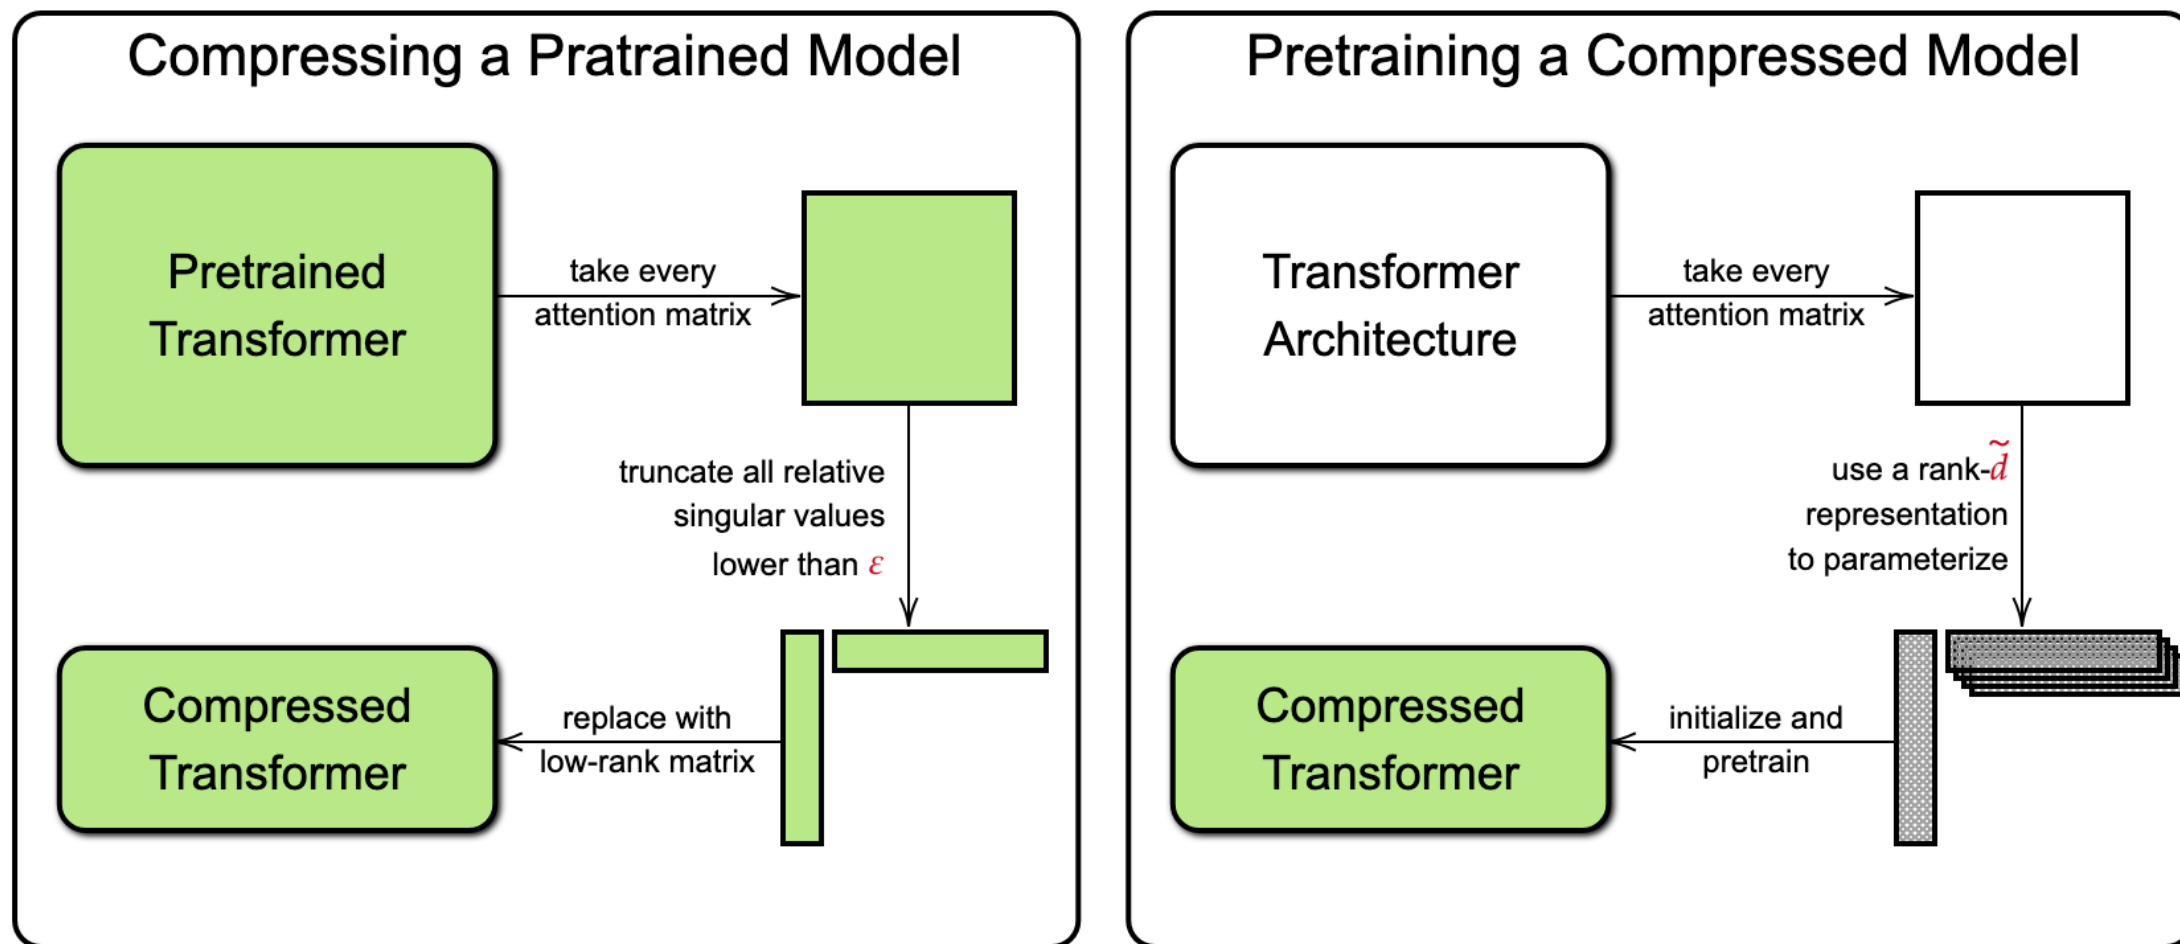 Compressing a Pratrained Model
Pretrained
Transformer
take every
attention matrix
truncate all relative
singular values
lower than ε
replace with
low-rank matrix
Compressed
Transformer
Pretraining a Compressed Model
Transformer
Architecture
take every
attention matrix
use a rank-d̃
representation
to parameterize
initialize and
pretrain
Compressed
Transformer